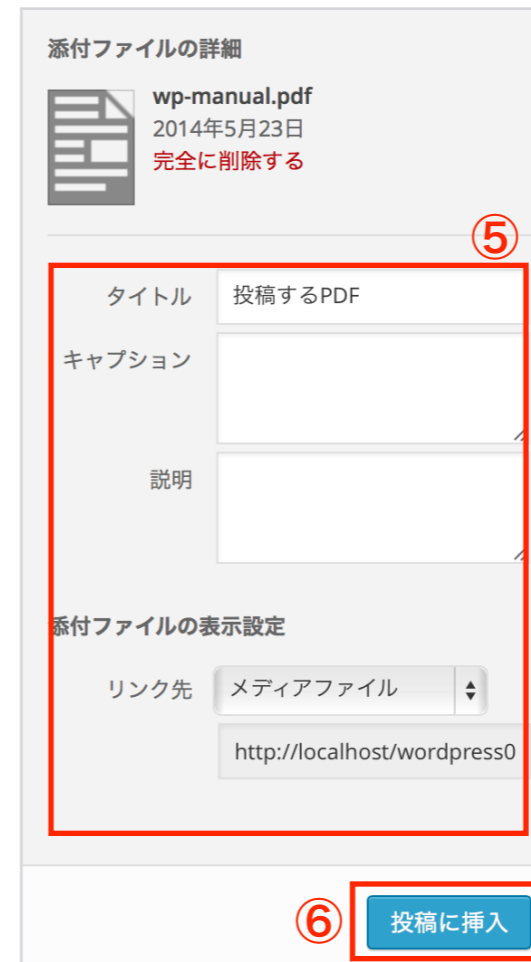 添付ファイルの詳細
wp-manual.pdf
2014年5月23日
完全に削除する
⑤
タイトル 投稿するPDF
キャプション
説明
添付ファイルの表示設定
リンク先 メディアファイル
http://localhost/wordpress0
⑥ 投稿に挿入